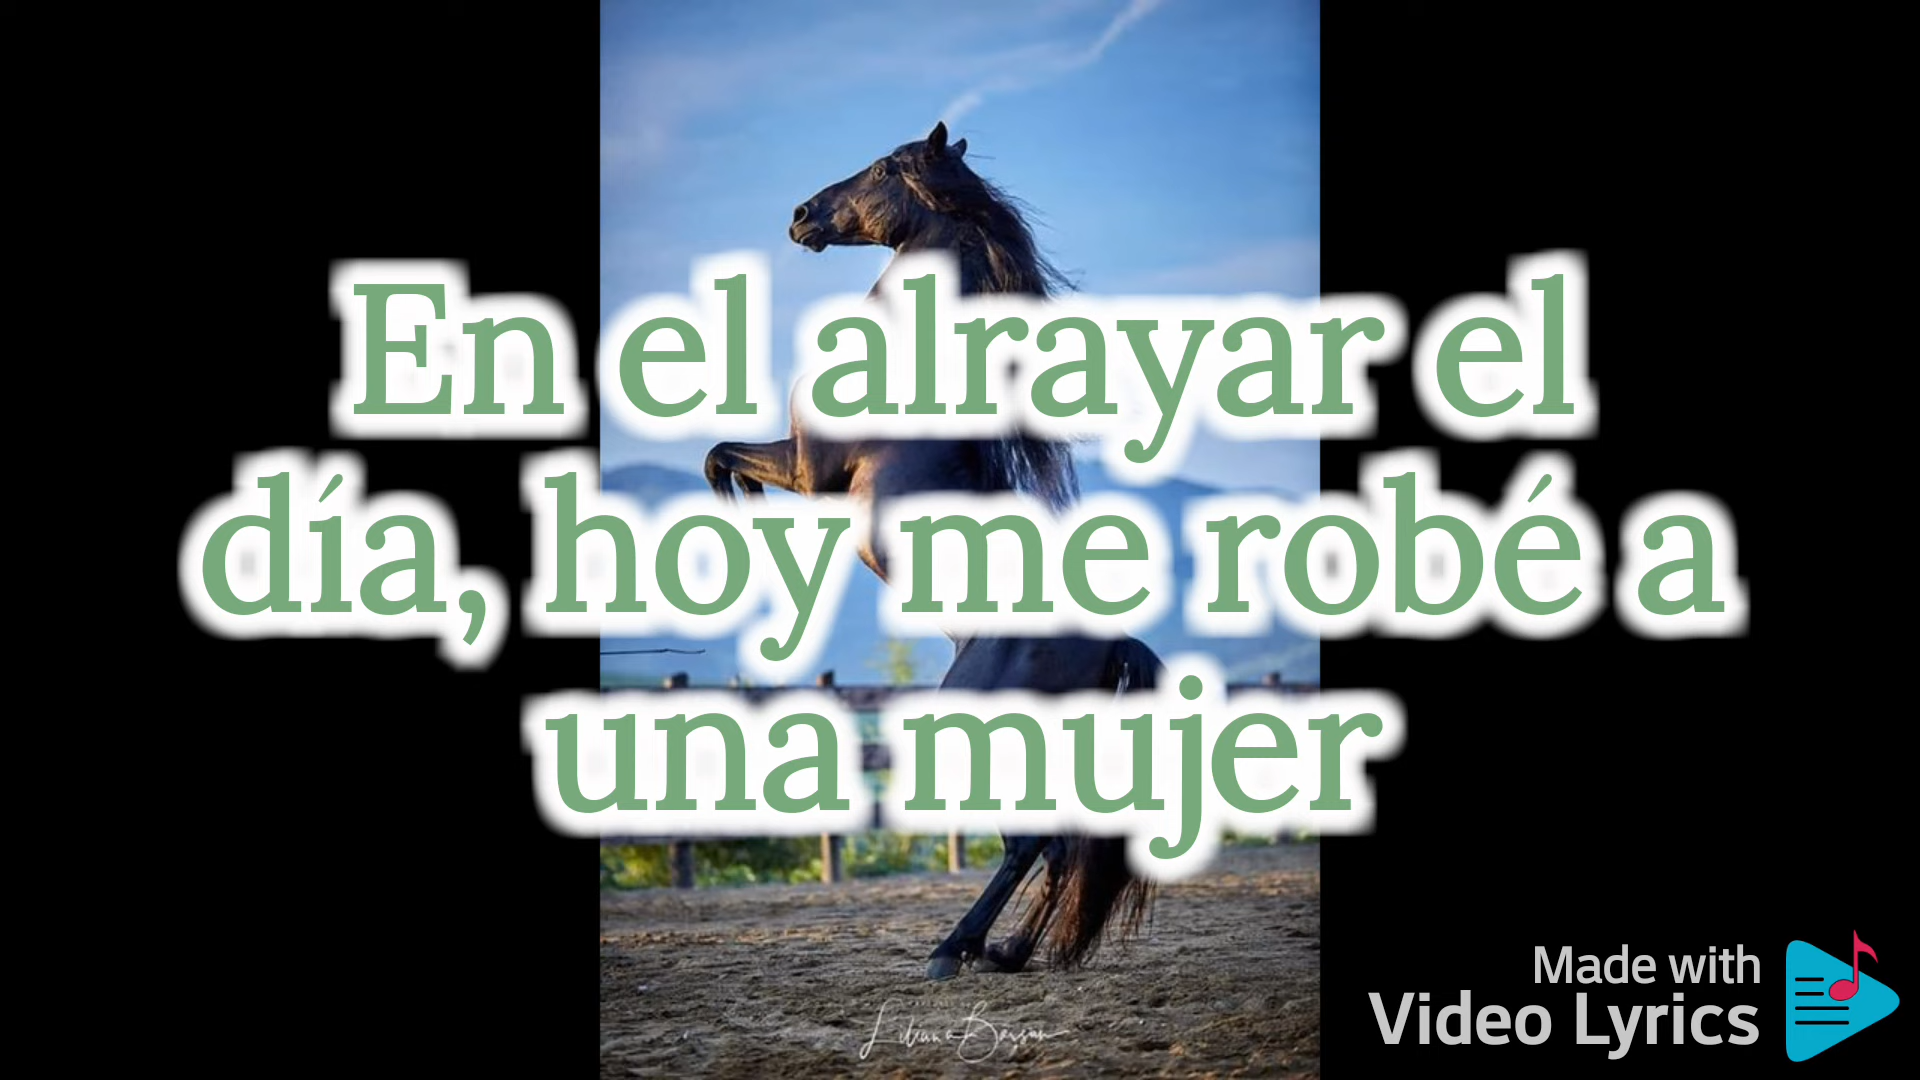 En el alrayar el
día, hoy me robé a
una mujer
Made with
Video Lyrics